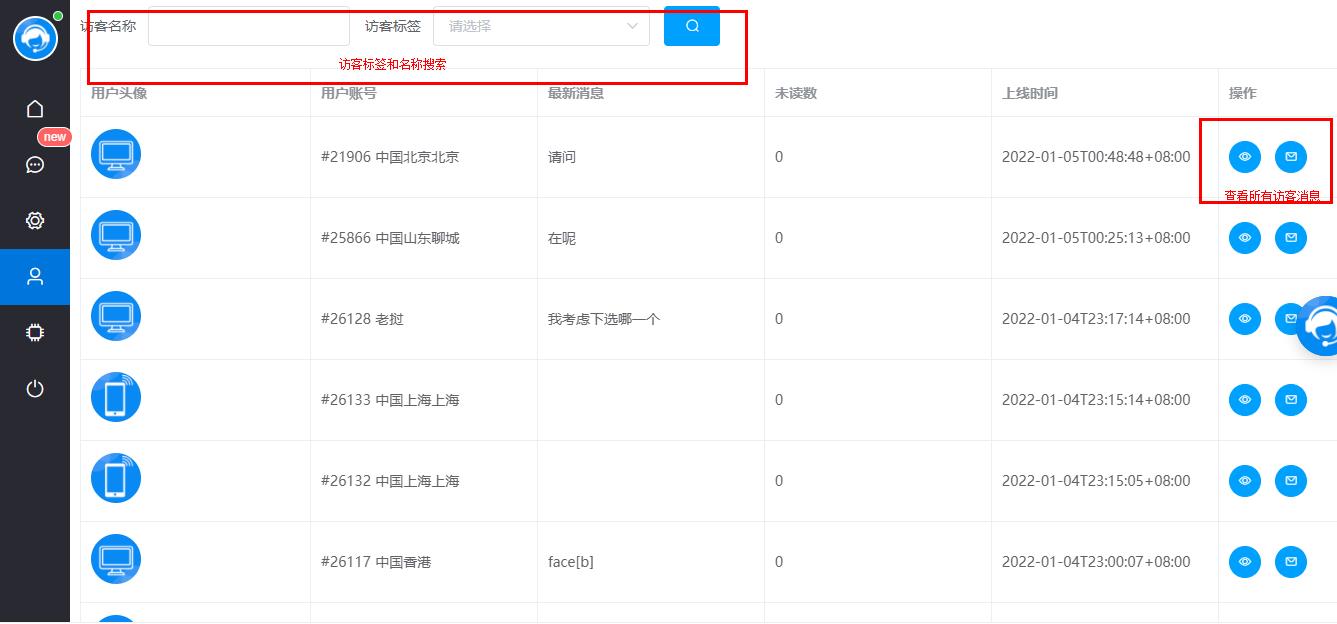 访客名称 访客标签 请选择
访客标签和名称搜索
用户头像 用户账号 最新消息 未读数 上线时间 操作
new
#21906 中国北京北京 请问 0 2022-01-05T00:48:48+08:00
查看所有访客消息
#25866 中国山东聊城 在呢 0 2022-01-05T00:25:13+08:00
#26128 老挝 我考虑下选哪一个 0 2022-01-04T23:17:14+08:00
#26133 中国上海上海 0 2022-01-04T23:15:14+08:00
#26132 中国上海上海 0 2022-01-04T23:15:05+08:00
#26117 中国香港 face[b] 0 2022-01-04T23:00:07+08:00